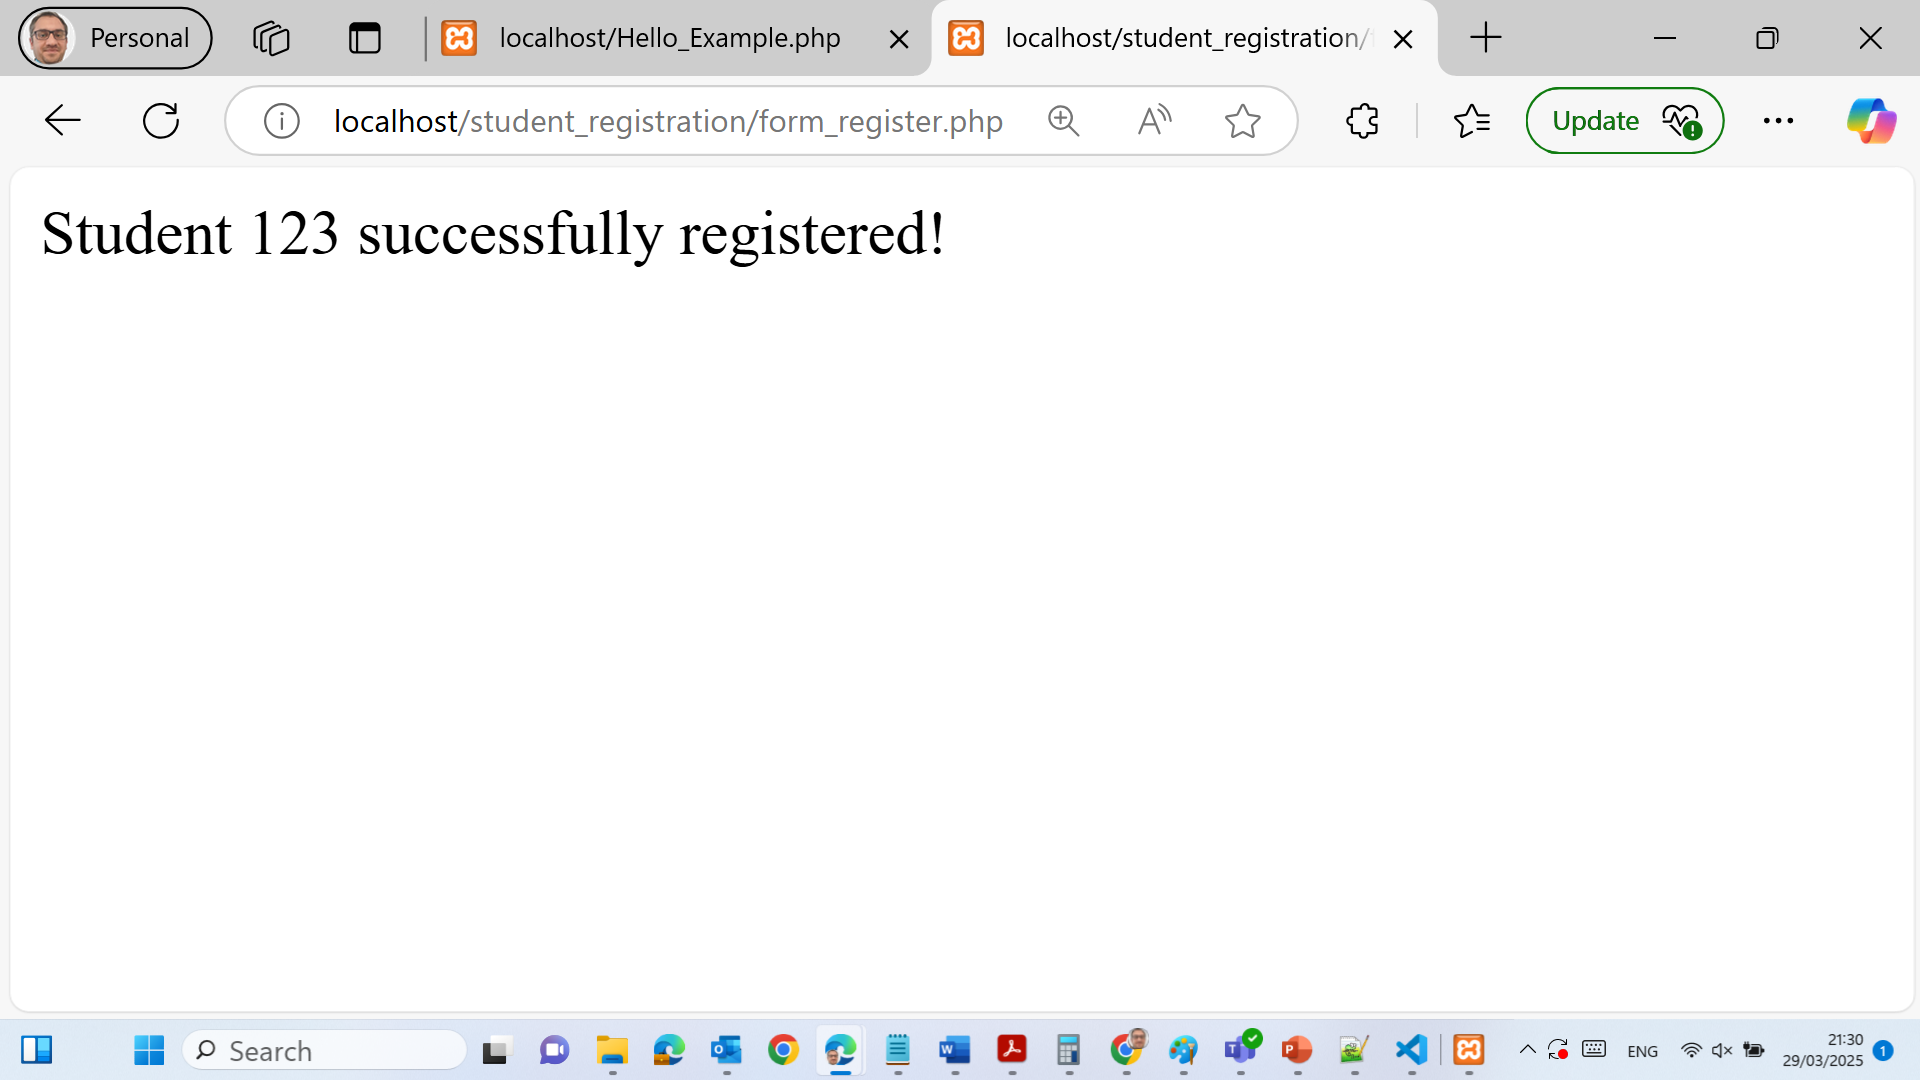 Personal
localhost/Hello_Example.php
localhost/student_registration/
localhost/student_registration/form_register.php
Update
Student 123 successfully registered!
Search
ENG
21:30
29/03/2025
1